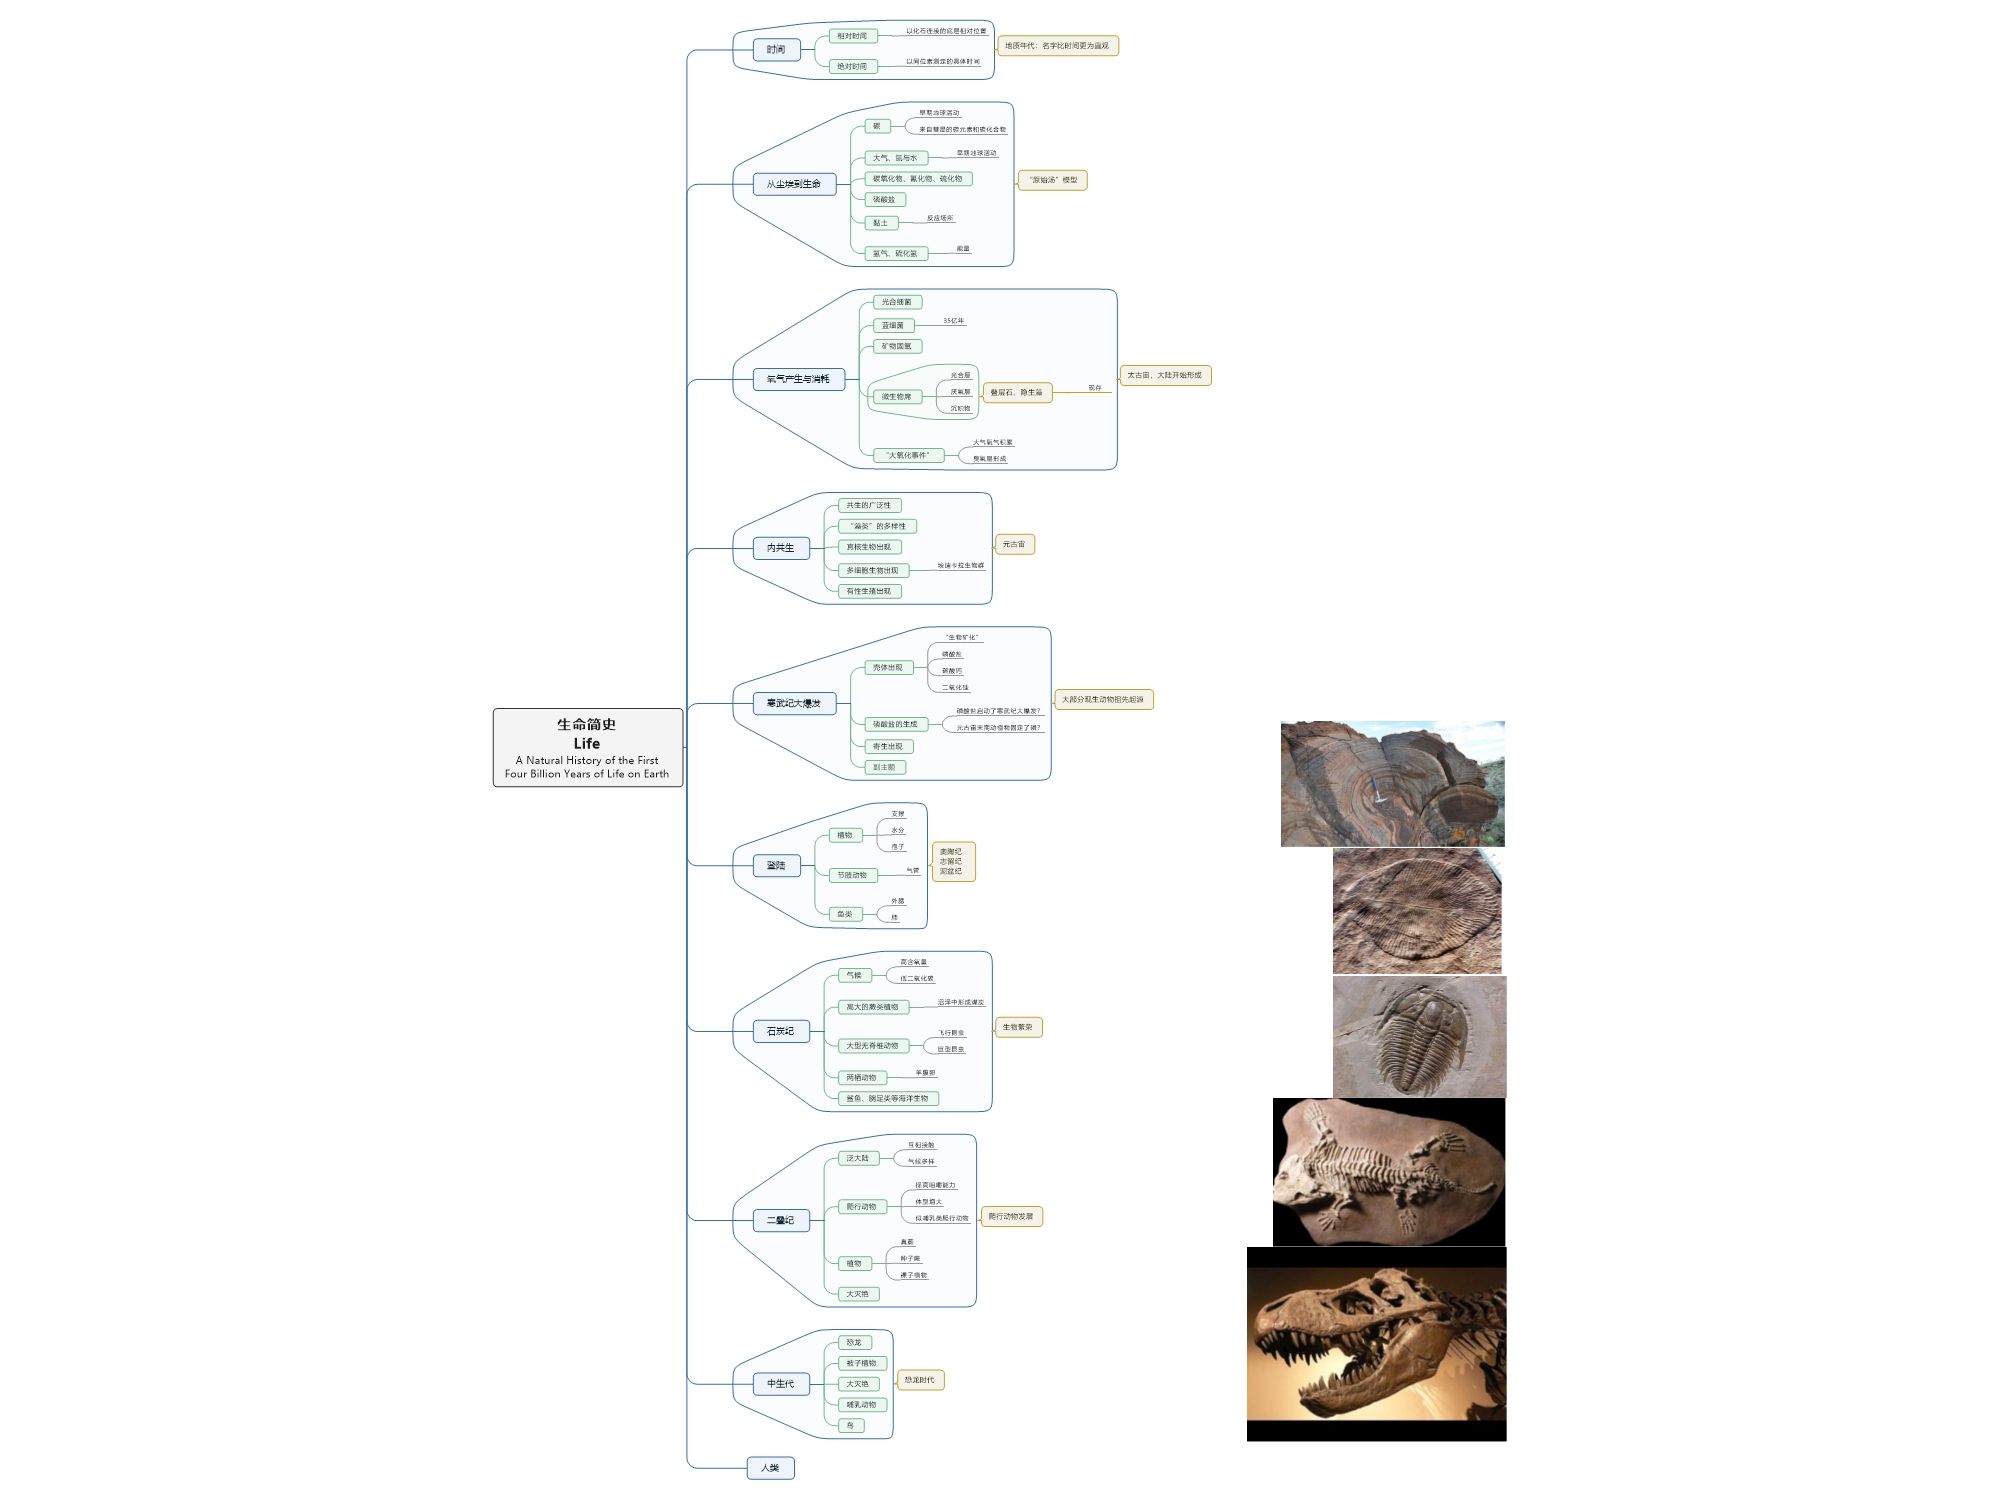 生命简史
Life
A Natural History of the First
Four Billion Years of Life on Earth
时间
相对时间
以化石连接的底层相对位置
绝对时间
以同位素测定的具体时间
地质年代：名字比时间更为直观
从尘埃到生命
碳
早期地球活动
来自彗星的碳元素和碳化合物
大气、氮与水
早期地球活动
碳氧化物、氰化物、硫化物
磷酸盐
黏土
反应场所
氢气、硫化氢
能量
“原始汤”模型
氧气产生与消耗
光合细菌
蓝细菌
35亿年
矿物固氧
微生物席
光合层
厌氧层
沉积物
叠层石、隐生藻
现存
“大氧化事件”
大气氧气积累
臭氧层形成
太古宙，大陆开始形成
内共生
共生的广泛性
“藻类”的多样性
真核生物出现
多细胞生物出现
埃迪卡拉生物群
有性生殖出现
元古宙
寒武纪大爆发
壳体出现
“生物矿化”
磷酸盐
碳酸钙
二氧化硅
磷酸盐的生成
磷酸盐启动了寒武纪大爆发？
元古宙末期动植物固定了磷？
寄生出现
副主题
大部分现生动物祖先起源
登陆
植物
支撑
水分
孢子
节肢动物
气管
鱼类
外鳃
肺
奥陶纪
志留纪
泥盆纪
石炭纪
气候
高含氧量
低二氧化碳
高大的蕨类植物
沼泽中形成煤炭
大型无脊椎动物
飞行昆虫
巨型昆虫
两栖动物
羊膜卵
鲨鱼、腕足类等海洋生物
生物繁荣
二叠纪
泛大陆
互相接触
气候多样
爬行动物
提高咀嚼能力
体型增大
似哺乳类爬行动物
植物
真蕨
种子蕨
裸子植物
大灭绝
爬行动物发展
中生代
恐龙
被子植物
大灭绝
哺乳动物
鸟
恐龙时代
人类